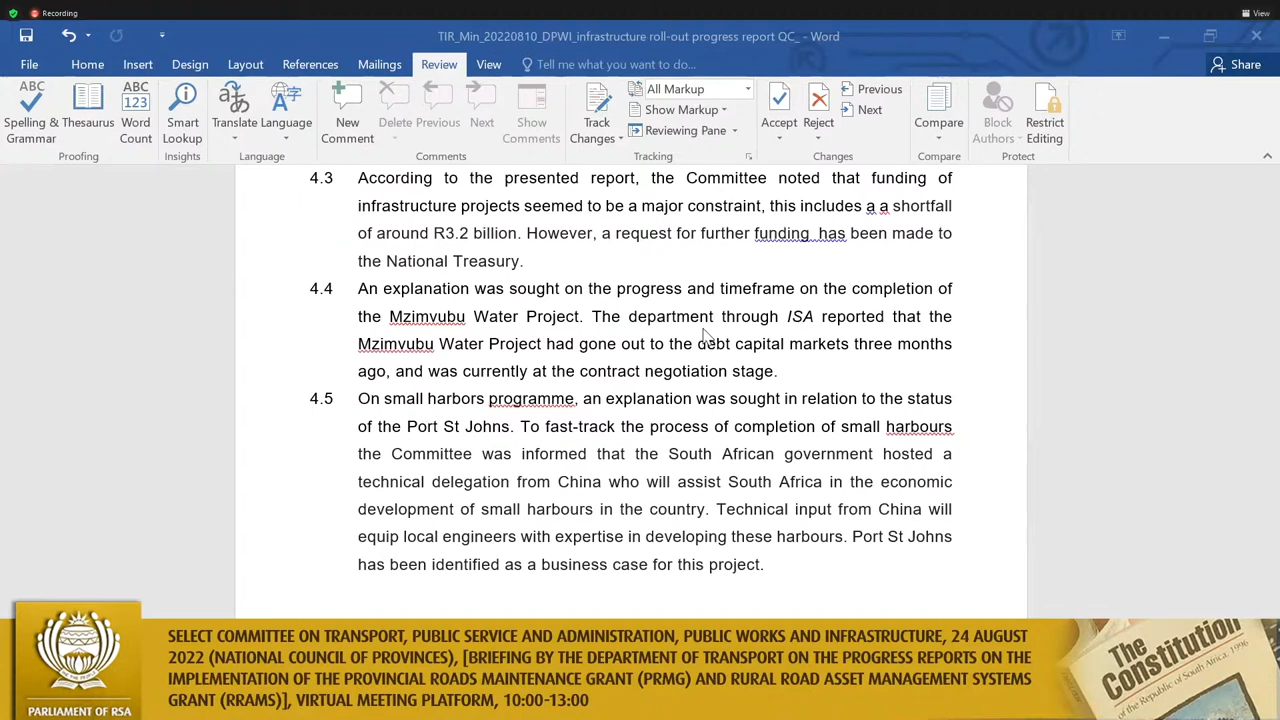 Recording
View
TIR_Min_20220810_DPWI_infrastructure roll-out progress report QC_ - Word
File Home Insert Design Layout References Mailings Review View Tell me what you want to do... Share
ABC Spelling & Grammar
Thesaurus
ABC 123 Word Count
Smart Lookup
Translate
Language
New Comment
Delete
Previous
Next
Show Comments
Track Changes
All Markup
Show Markup
Reviewing Pane
Accept
Reject
Previous
Next
Compare
Block Authors
Restrict Editing
Proofing Insights Language Comments Tracking Changes Compare Protect
4.3 According to the presented report, the Committee noted that funding of
infrastructure projects seemed to be a major constraint, this includes a a shortfall
of around R3.2 billion. However, a request for further funding has been made to
the National Treasury.
4.4 An explanation was sought on the progress and timeframe on the completion of
the Mzimvubu Water Project. The department through ISA reported that the
Mzimvubu Water Project had gone out to the debt capital markets three months
ago, and was currently at the contract negotiation stage.
4.5 On small harbors programme, an explanation was sought in relation to the status
of the Port St Johns. To fast-track the process of completion of small harbours
the Committee was informed that the South African government hosted a
technical delegation from China who will assist South Africa in the economic
development of small harbours in the country. Technical input from China will
equip local engineers with expertise in developing these harbours. Port St Johns
has been identified as a business case for this project.
SELECT COMMITTEE ON TRANSPORT, PUBLIC SERVICE AND ADMINISTRATION, PUBLIC WORKS AND INFRASTRUCTURE, 24 AUGUST
2022 (NATIONAL COUNCIL OF PROVINCES), [BRIEFING BY THE DEPARTMENT OF TRANSPORT ON THE PROGRESS REPORTS ON THE
IMPLEMENTATION OF THE PROVINCIAL ROADS MAINTENANCE GRANT (PRMG) AND RURAL ROAD ASSET MANAGEMENT SYSTEMS
GRANT (RRAMS)], VIRTUAL MEETING PLATFORM, 10:00-13:00
PARLIAMENT OF RSA
The
Constitution
of the Republic of South Africa, 1996